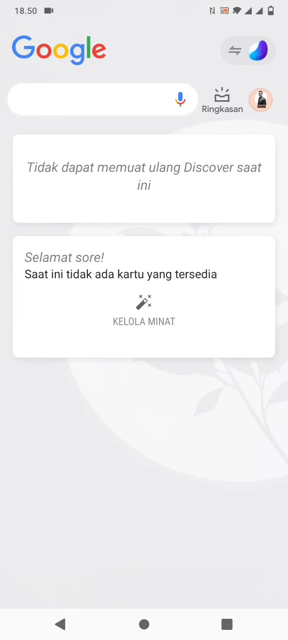 18.50
Google
Ringkasan
Tidak dapat memuat ulang Discover saat
ini
Selamat sore!
Saat ini tidak ada kartu yang tersedia
KELOLA MINAT